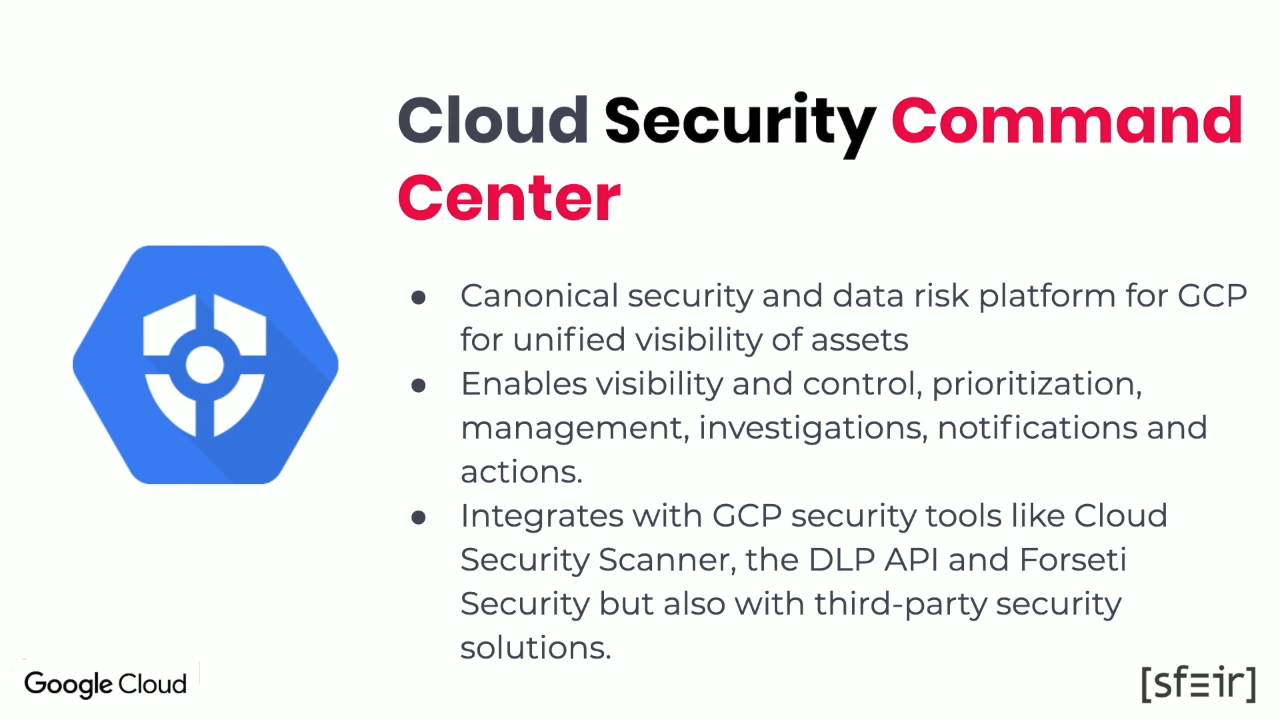 Cloud Security Command
Center
● Canonical security and data risk platform for GCP
for unified visibility of assets
● Enables visibility and control, prioritization,
management, investigations, notifications and
actions.
● Integrates with GCP security tools like Cloud
Security Scanner, the DLP API and Forseti
Security but also with third-party security
solutions.
Google Cloud
[sfeir]